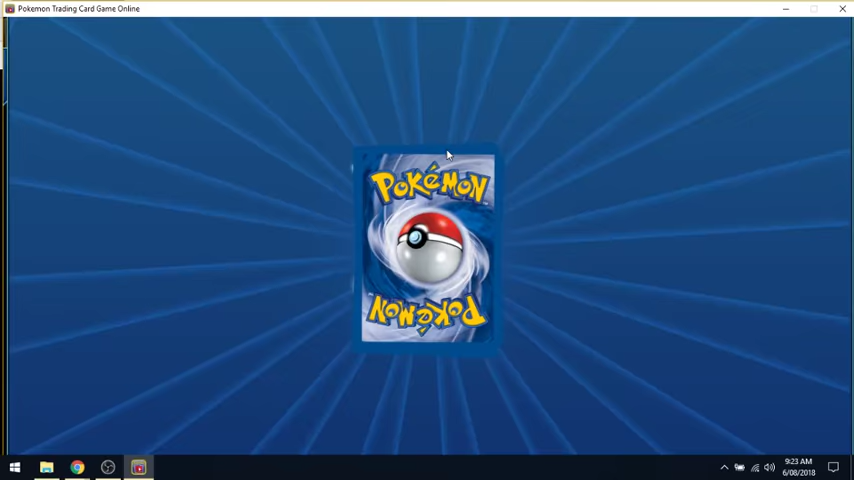 Pokemon Trading Card Game Online
POKéMON
POKéMON
9:23 AM
6/08/2018